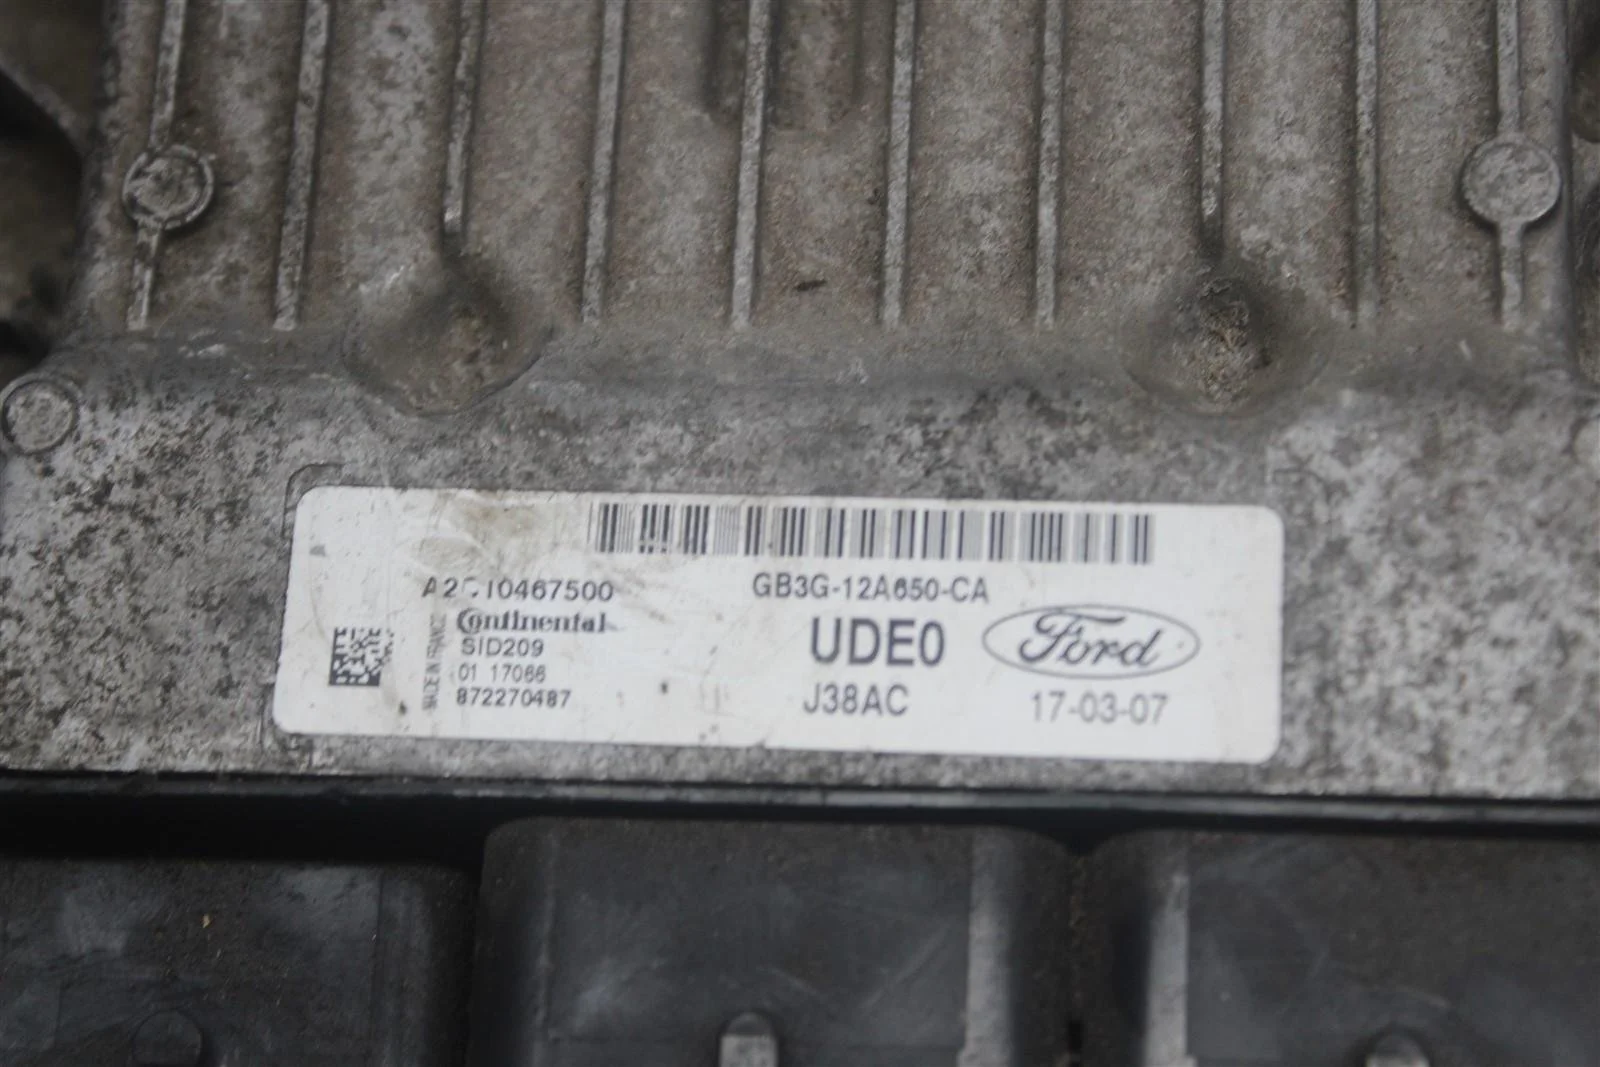 A2C10467500
Continental
SID209
01 17066
872270487
MADE IN FRANCE
GB3G-12A650-CA
UDE0
Ford
J38AC
17-03-07